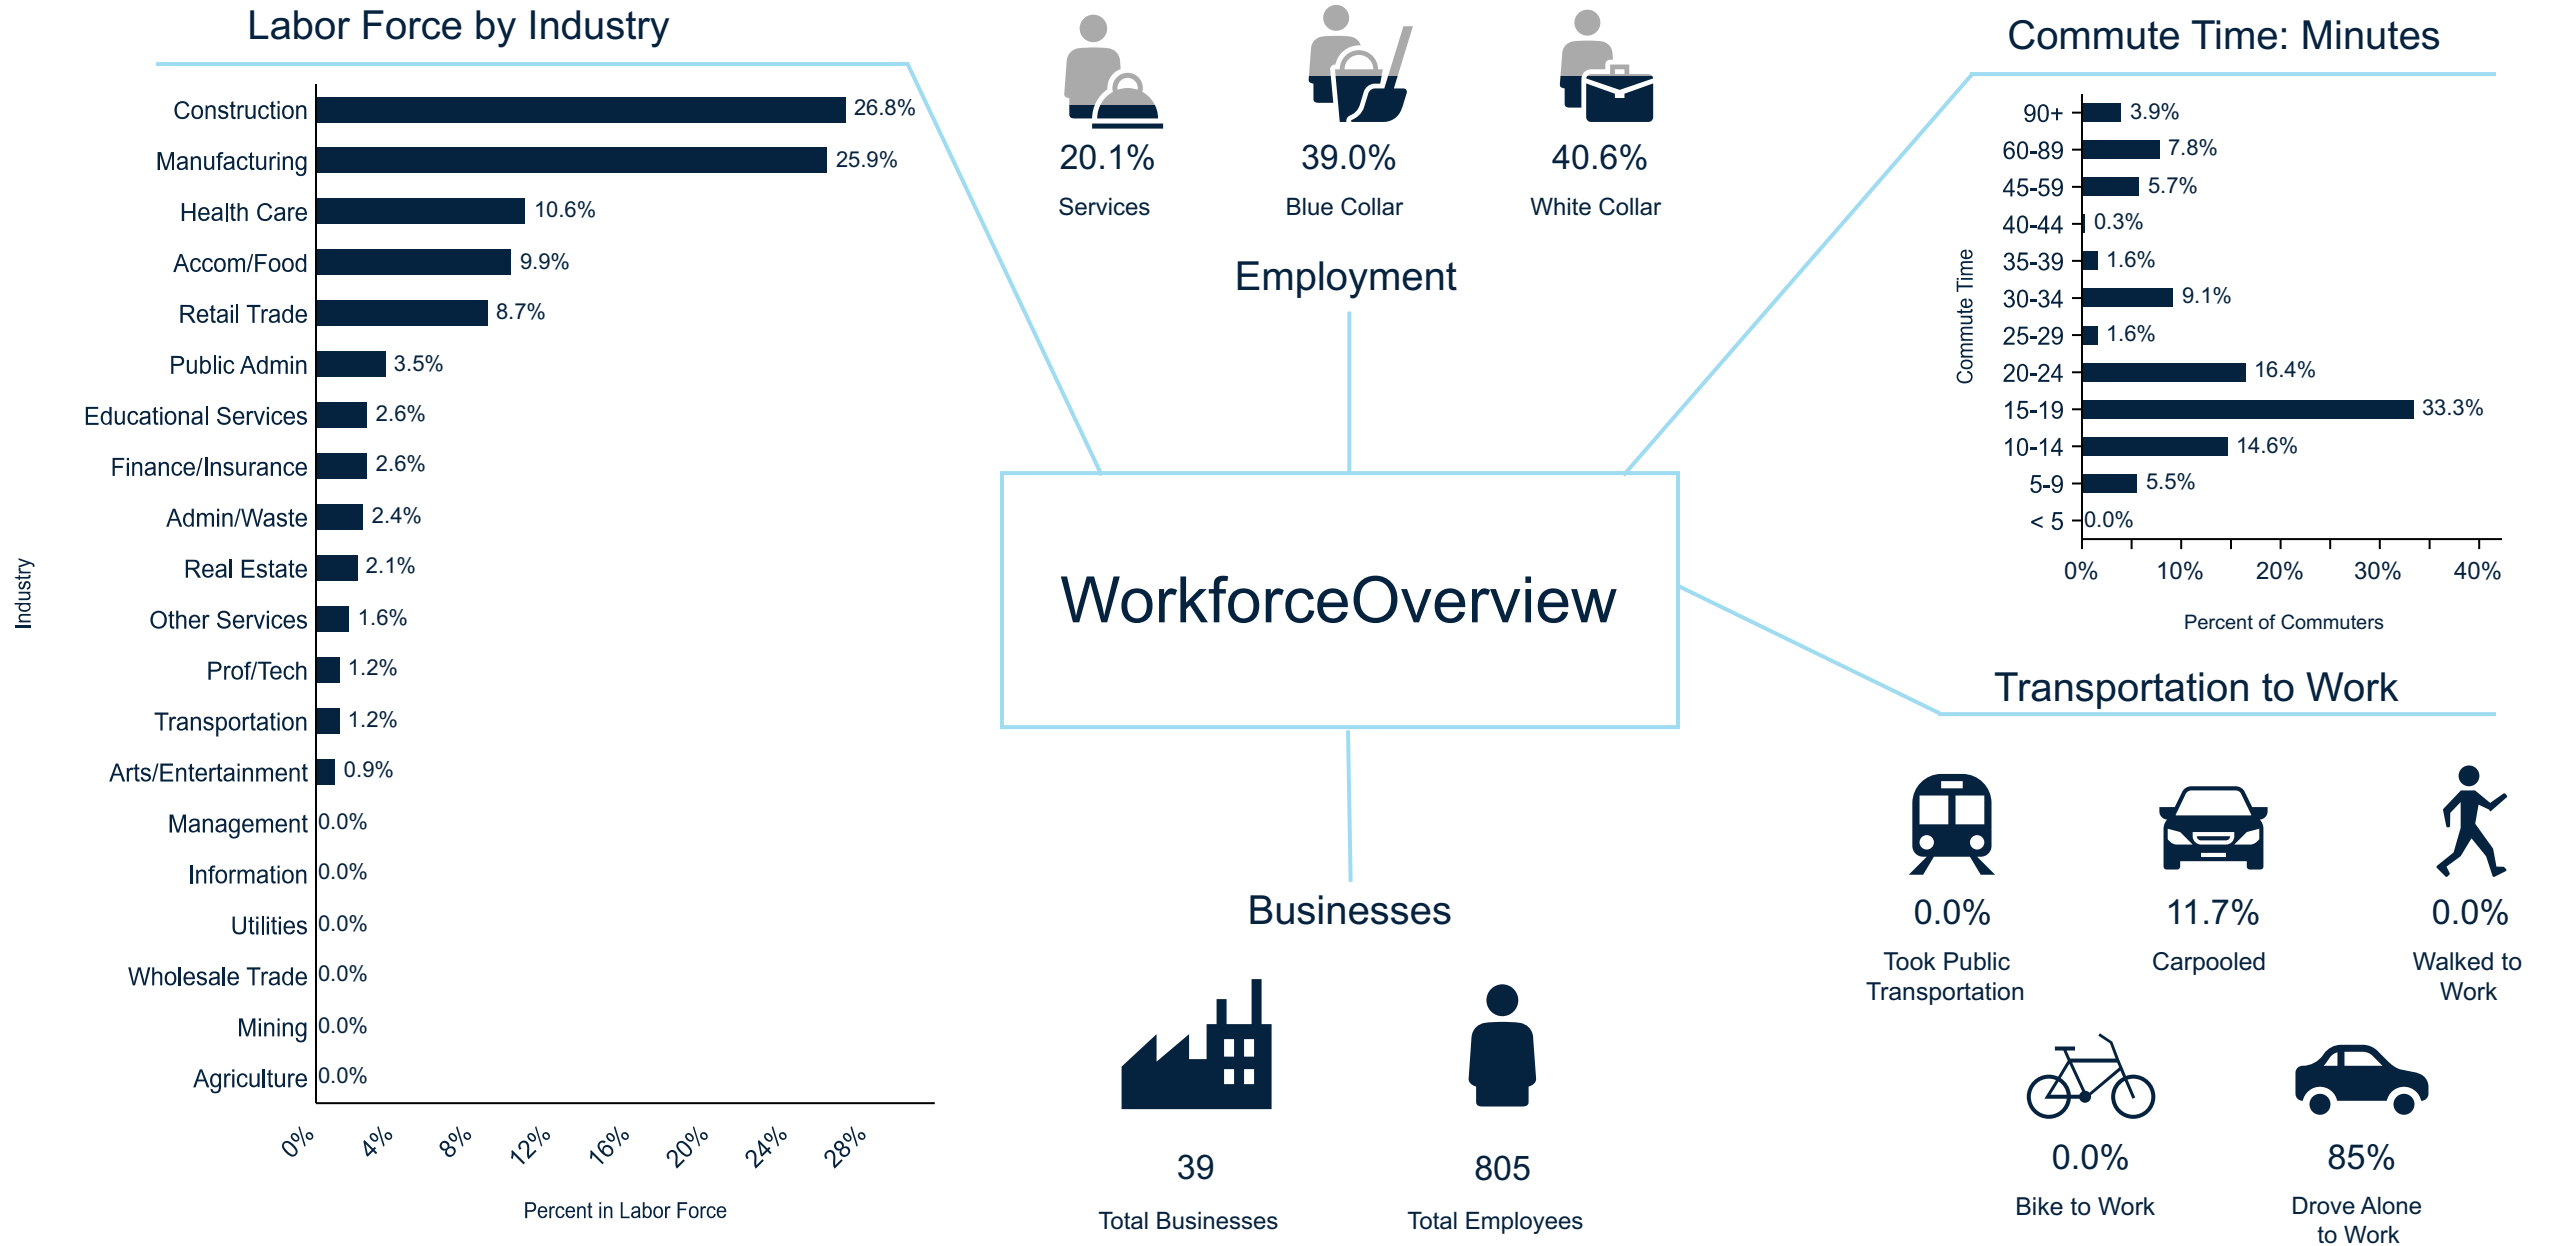 Labor Force by Industry
Industry
Construction 26.8%
Manufacturing 25.9%
Health Care 10.6%
Accom/Food 9.9%
Retail Trade 8.7%
Public Admin 3.5%
Educational Services 2.6%
Finance/Insurance 2.6%
Admin/Waste 2.4%
Real Estate 2.1%
Other Services 1.6%
Prof/Tech 1.2%
Transportation 1.2%
Arts/Entertainment 0.9%
Management 0.0%
Information 0.0%
Utilities 0.0%
Wholesale Trade 0.0%
Mining 0.0%
Agriculture 0.0%
0% 4% 8% 12% 16% 20% 24% 28%
Percent in Labor Force
20.1% 39.0% 40.6%
Services Blue Collar White Collar
Employment
WorkforceOverview
Businesses
39 805
Total Businesses Total Employees
Commute Time: Minutes
Commute Time
90+ 3.9%
60-89 7.8%
45-59 5.7%
40-44 0.3%
35-39 1.6%
30-34 9.1%
25-29 1.6%
20-24 16.4%
15-19 33.3%
10-14 14.6%
5-9 5.5%
< 5 0.0%
0% 10% 20% 30% 40%
Percent of Commuters
Transportation to Work
0.0% 11.7% 0.0%
Took Public Carpooled Walked to
Transportation Work
0.0% 85%
Bike to Work Drove Alone
to Work